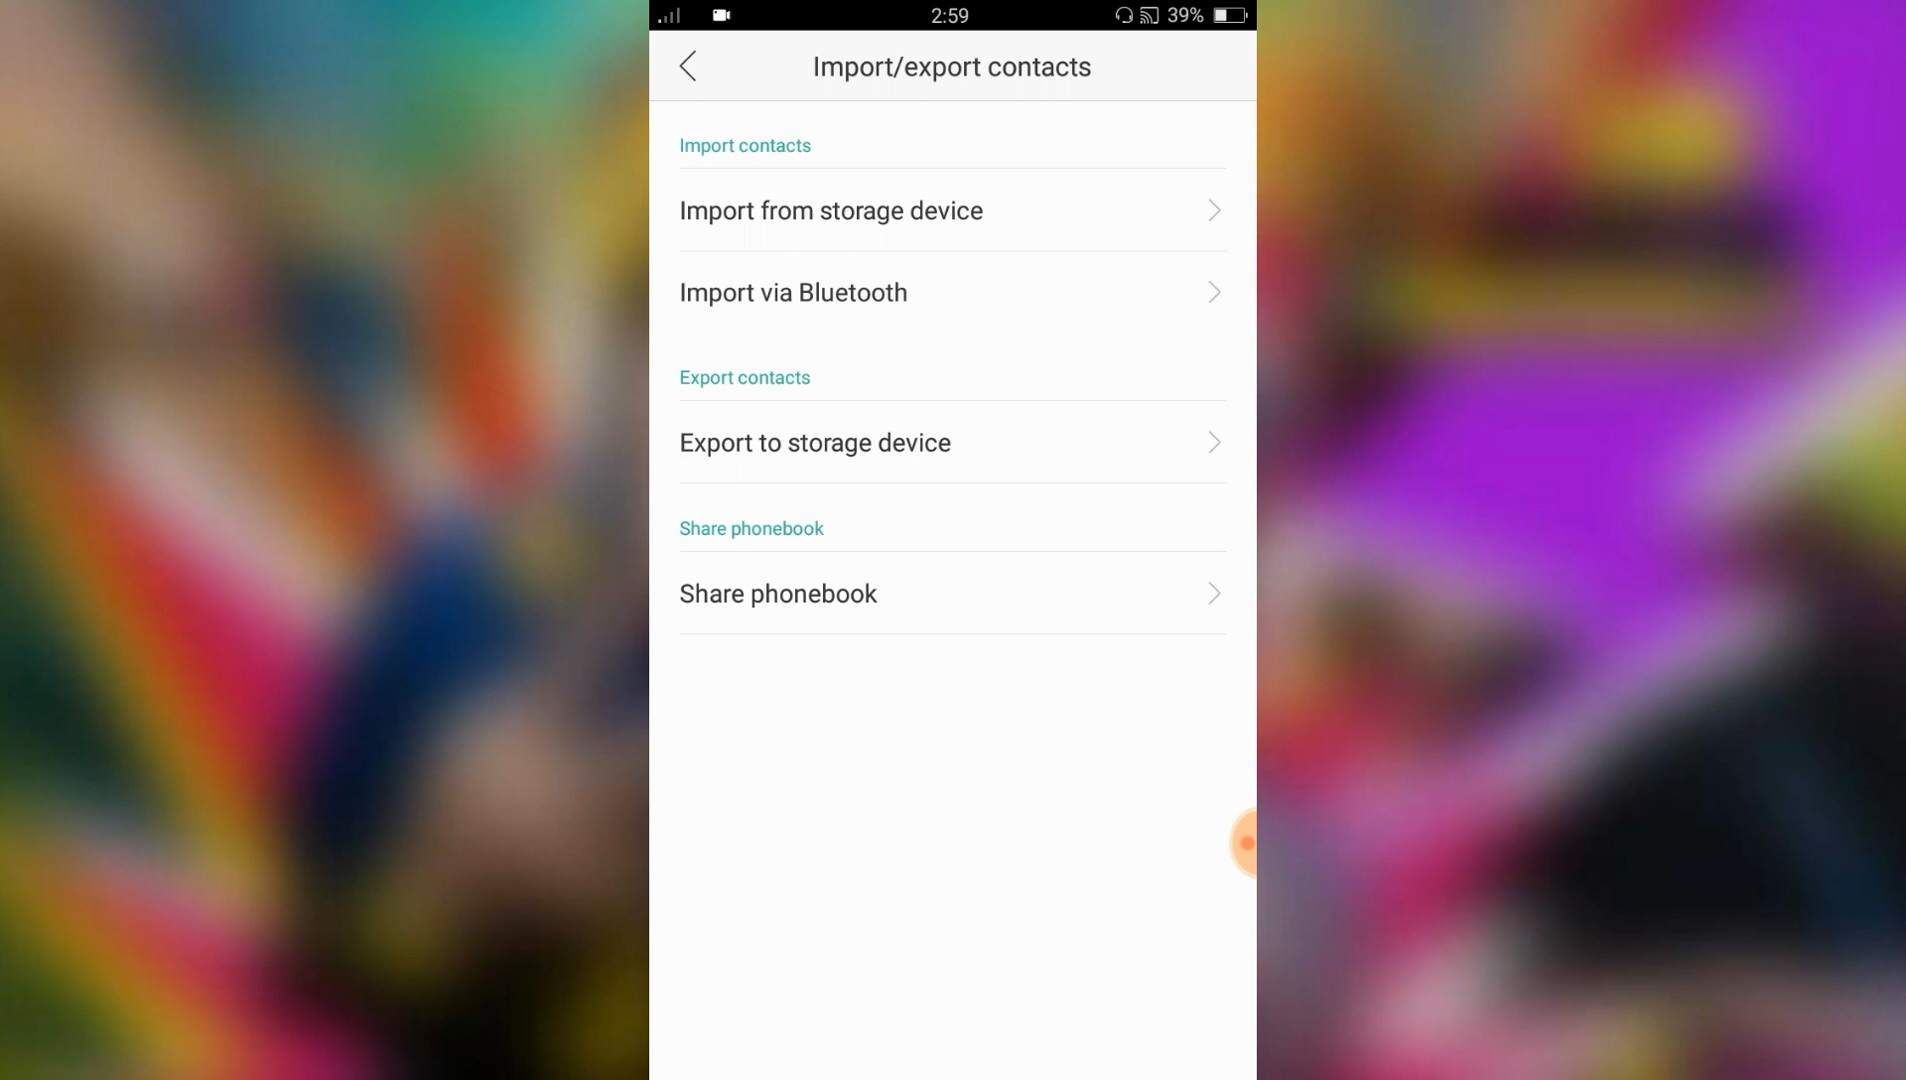 2:59
39%
Import/export contacts
Import contacts
Import from storage device
Import via Bluetooth
Export contacts
Export to storage device
Share phonebook
Share phonebook